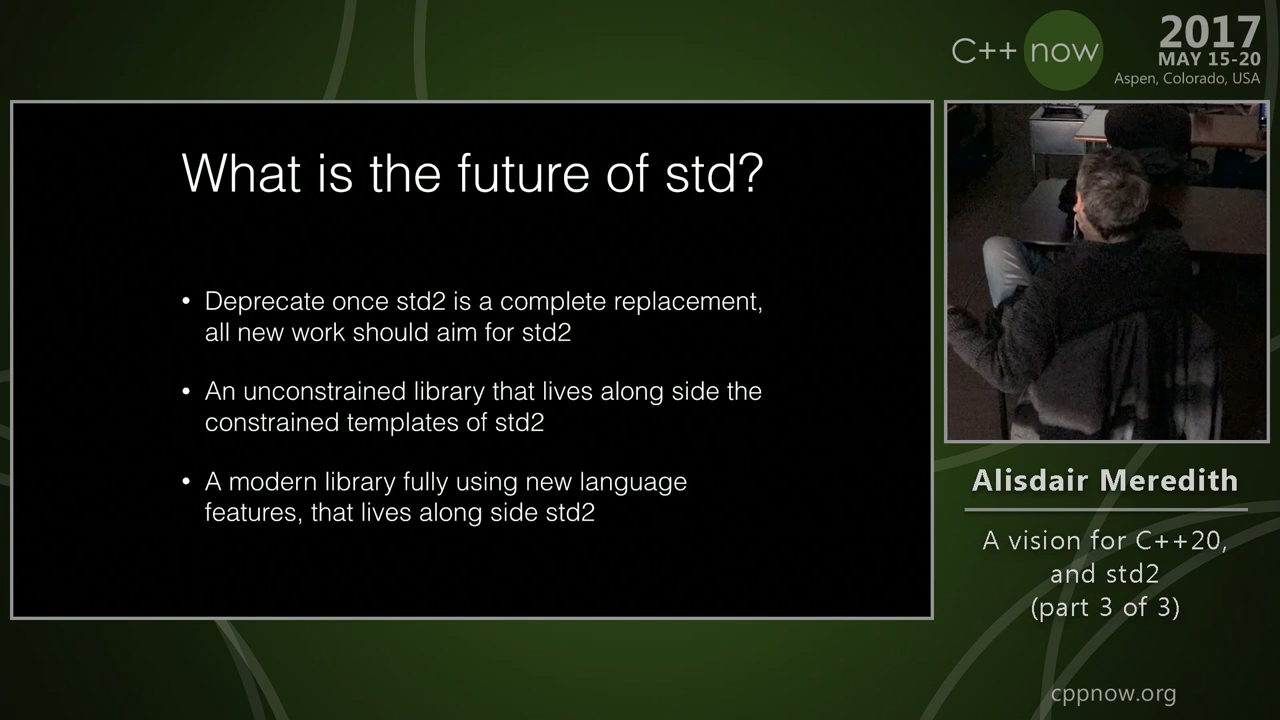 C++ now
2017
MAY 15-20
Aspen, Colorado, USA
What is the future of std?
• Deprecate once std2 is a complete replacement,
all new work should aim for std2
• An unconstrained library that lives along side the
constrained templates of std2
• A modern library fully using new language
features, that lives along side std2
Alisdair Meredith
A vision for C++20,
and std2
(part 3 of 3)
cppnow.org